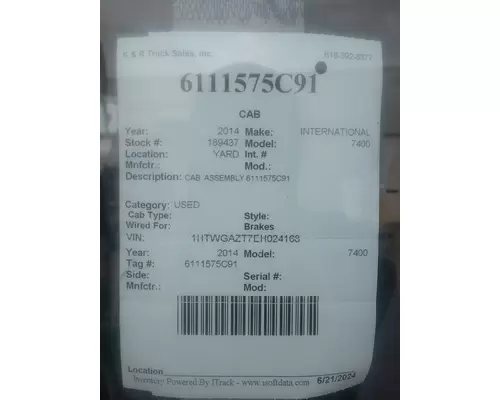 K & R Truck Sales, Inc.
6111575C91
CAB
Year: 2014 Make: INTERNATIONAL
Stock #: 189437 Model: 7400
Location: YARD Int. #
Mnfctr.: Mod.:
Description: CAB ASSEMBLY 6111575C91
Category: USED
Cab Type: Style:
Wired For: Brakes
VIN: 1HTWGAZT7EH024168
Year: 2014 Model: 7400
Tag #: 6111575C91
Side: Serial #:
Mnfctr.: Mod:
Location
Inventory Powered By ITrack - www.isoftdata.com 6/21/2024